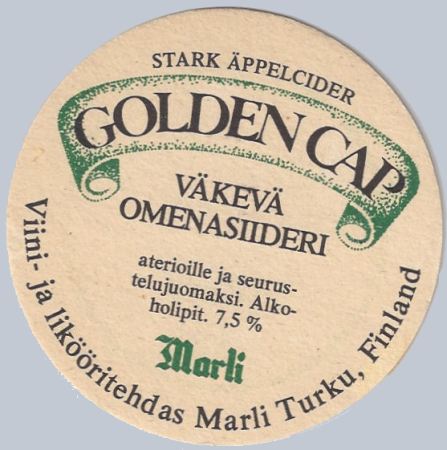 STARK ÄPPELCIDER
GOLDEN CAP
VÄKEVÄ
OMENASIIDERI
aterioille ja seurus-
telujuomaksi. Alko-
holipit. 7,5 %
Marli
Viini- ja likööritehdas Marli Turku, Finland